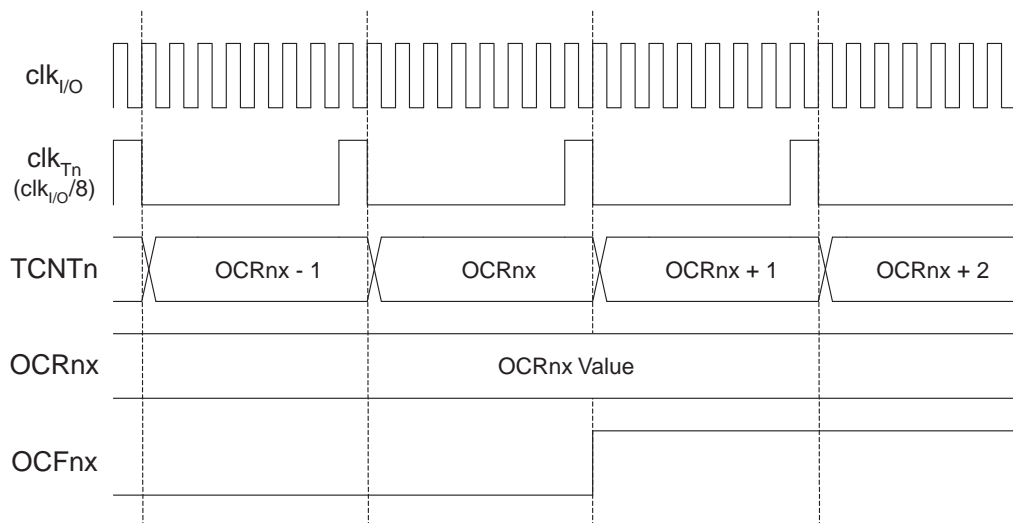 clkI/O
clkTn
(clkI/O/8)
TCNTn OCRnx - 1 OCRnx OCRnx + 1 OCRnx + 2
OCRnx OCRnx Value
OCFnx